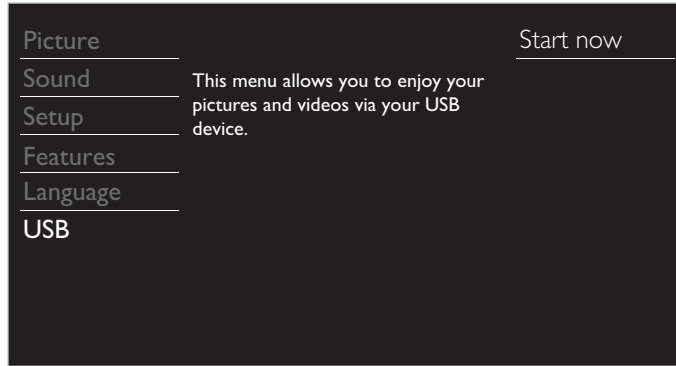 Picture
Sound
Setup
Features
Language
USB
This menu allows you to enjoy your
pictures and videos via your USB
device.
Start now